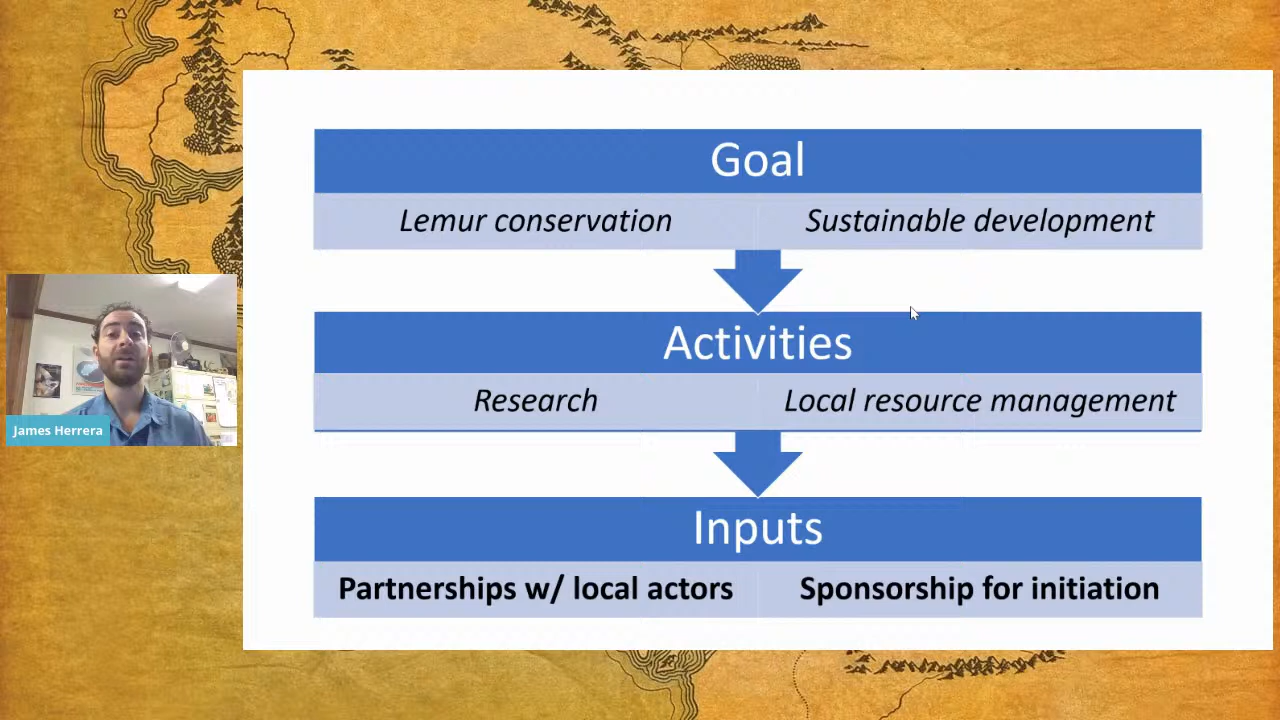 Goal
Lemur conservation Sustainable development
Activities
Research Local resource management
James Herrera
Inputs
Partnerships w/ local actors Sponsorship for initiation